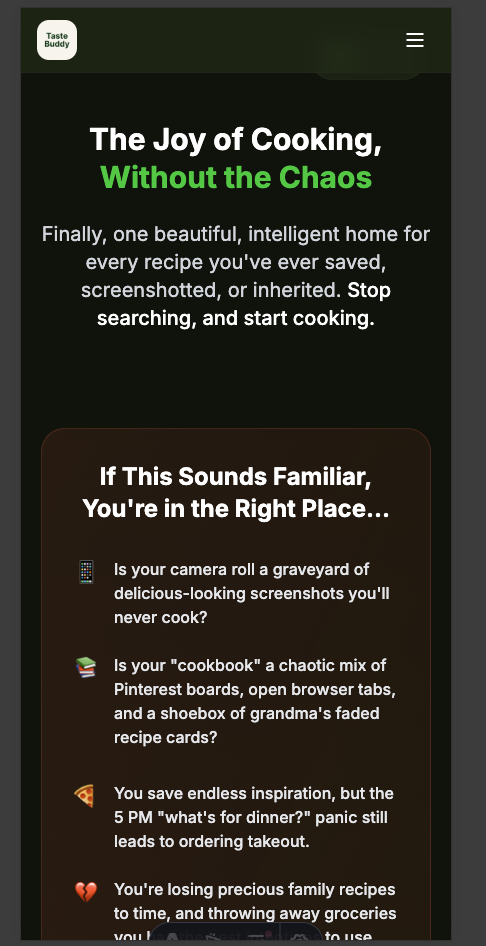 Taste
Buddy
The Joy of Cooking,
Without the Chaos
Finally, one beautiful, intelligent home for
every recipe you've ever saved,
screenshotted, or inherited. Stop
searching, and start cooking.
If This Sounds Familiar,
You're in the Right Place...
Is your camera roll a graveyard of
delicious-looking screenshots you'll
never cook?
Is your "cookbook" a chaotic mix of
Pinterest boards, open browser tabs,
and a shoebox of grandma's faded
recipe cards?
You save endless inspiration, but the
5 PM "what's for dinner?" panic still
leads to ordering takeout.
You're losing precious family recipes
to time, and throwing away groceries
to use